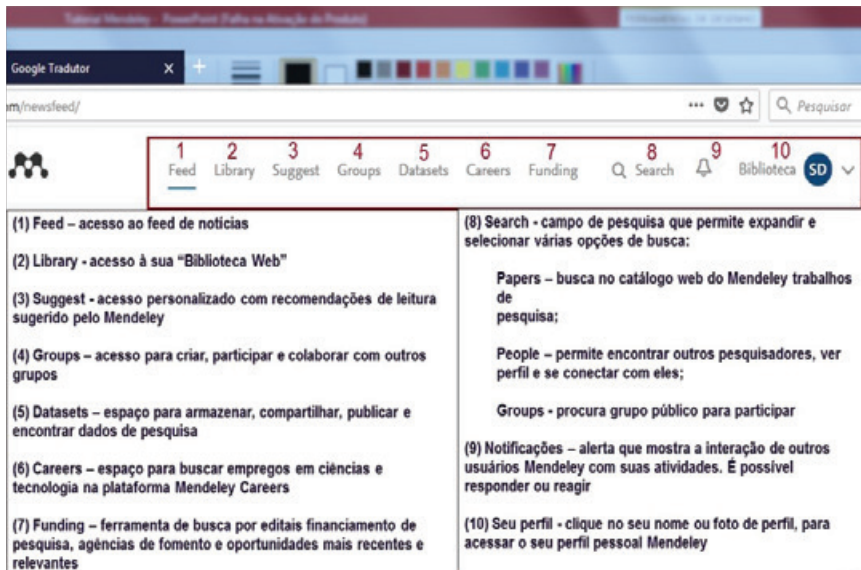 Tutorial Mendeley - PowerPoint (Falha na Ativação do Produto)
Google Tradutor X +
om/newsfeed/ ... Pesquisar
1 2 3 4 5 6 7 8 9 10
Feed Library Suggest Groups Datasets Careers Funding Search Biblioteca SD
(1) Feed – acesso ao feed de notícias
(2) Library - acesso à sua “Biblioteca Web”
(3) Suggest - acesso personalizado com recomendações de leitura
sugerido pelo Mendeley
(4) Groups – acesso para criar, participar e colaborar com outros
grupos
(5) Datasets – espaço para armazenar, compartilhar, publicar e
encontrar dados de pesquisa
(6) Careers – espaço para buscar empregos em ciências e
tecnologia na plataforma Mendeley Careers
(7) Funding – ferramenta de busca por editais financiamento de
pesquisa, agências de fomento e oportunidades mais recentes e
relevantes
(8) Search - campo de pesquisa que permite expandir e
selecionar várias opções de busca:
Papers – busca no catálogo web do Mendeley trabalhos
de
pesquisa;
People – permite encontrar outros pesquisadores, ver
perfil e se conectar com eles;
Groups - procura grupo público para participar
(9) Notificações – alerta que mostra a interação de outros
usuários Mendeley com suas atividades. É possível
responder ou reagir
(10) Seu perfil - clique no seu nome ou foto de perfil, para
acessar o seu perfil pessoal Mendeley